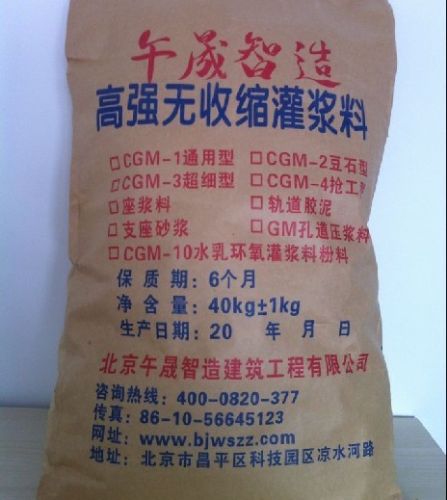 午晟智造
高强无收缩灌浆料
□CGM-1通用型 □CGM-2豆石型
□CGM-3超细型 □CGM-4抢工型
□座浆料 □轨道胶泥
□支座砂浆 □GM孔道压浆料
□CGM-10水乳环氧灌浆料粉料
保质期：6个月
净含量：40kg±1kg
生产日期：20 年 月 日
北京午晟智造建筑工程有限公司
咨询热线：400-0820-377
传真：86-10-56645123
网址：www.bjwszz.com
地址：北京市昌平区科技园区凉水河路